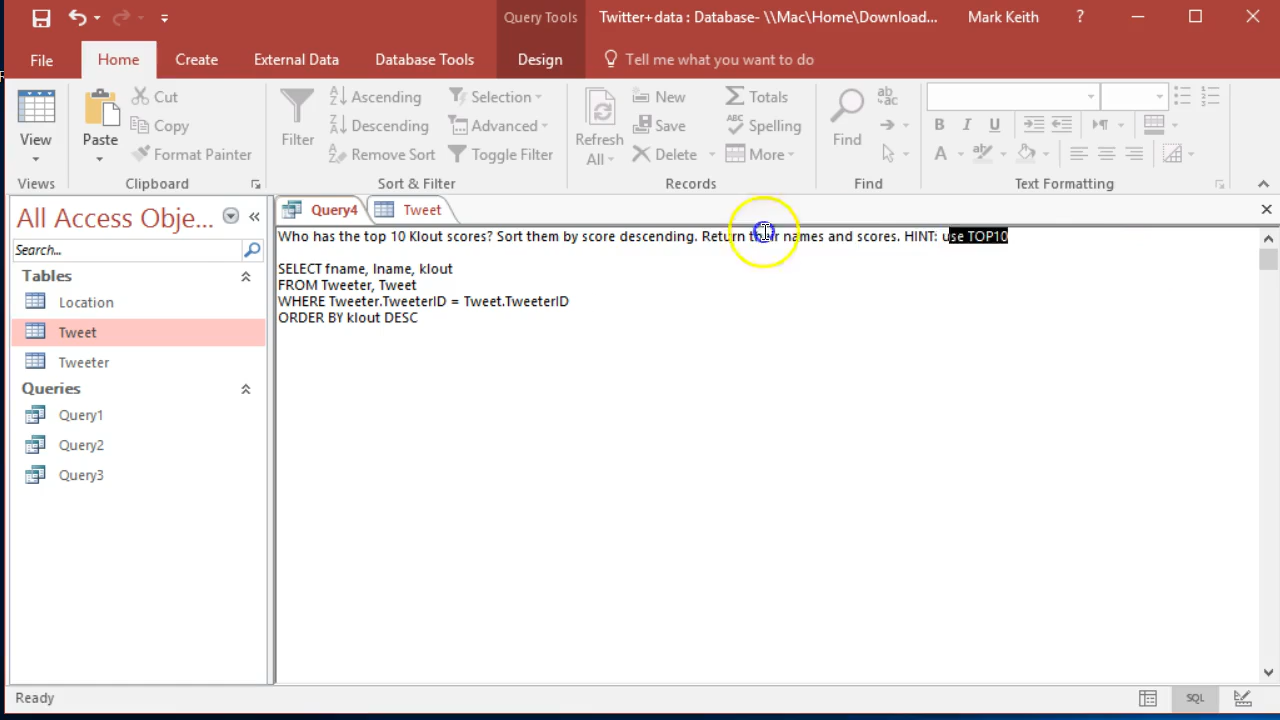 Query Tools
Twitter+data : Database- \\Mac\Home\Download...
Mark Keith
?
File
Home
Create
External Data
Database Tools
Design
Tell me what you want to do
View
Paste
Cut
Copy
Format Painter
Filter
Ascending
Descending
Remove Sort
Selection
Advanced
Toggle Filter
Refresh
All
New
Save
Delete
Totals
Spelling
More
Find
B I U
A
Views
Clipboard
Sort & Filter
Records
Find
Text Formatting
All Access Obje...
Search...
Tables
Location
Tweet
Tweeter
Queries
Query1
Query2
Query3
Query4
Tweet
Who has the top 10 Klout scores? Sort them by score descending. Return their names and scores. HINT: use TOP10
SELECT fname, lname, klout
FROM Tweeter, Tweet
WHERE Tweeter.TweeterID = Tweet.TweeterID
ORDER BY klout DESC
Ready
SQL